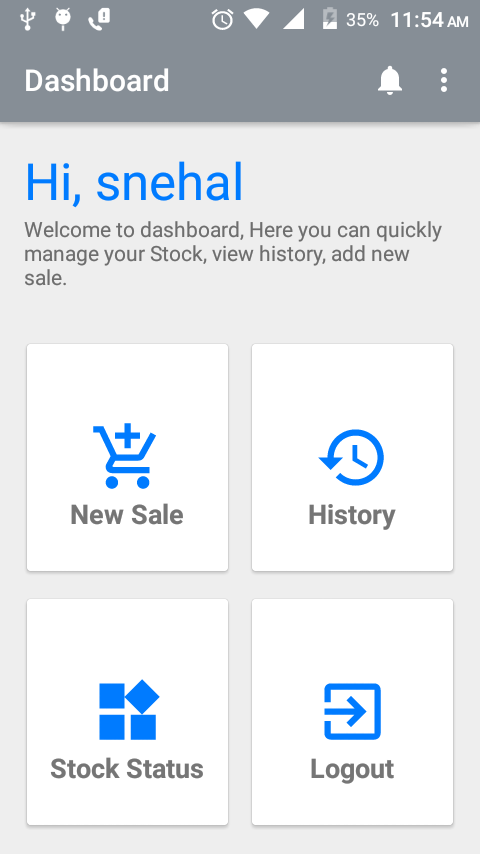 35% 11:54 AM
Dashboard
Hi, snehal
Welcome to dashboard, Here you can quickly
manage your Stock, view history, add new
sale.
New Sale
History
Stock Status
Logout